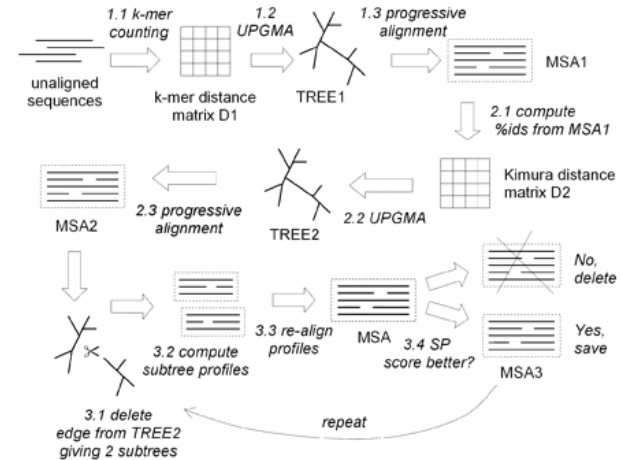 1.1 k-mer
counting
1.2
UPGMA
1.3 progressive
alignment
unaligned
sequences
k-mer distance
matrix D1
TREE1
MSA1
2.1 compute
%ids from MSA1
Kimura distance
matrix D2
2.2 UPGMA
TREE2
2.3 progressive
alignment
MSA2
3.1 delete
edge from TREE2
giving 2 subtrees
3.2 compute
subtree profiles
3.3 re-align
profiles
MSA
3.4 SP
score better?
No,
delete
Yes,
save
MSA3
repeat